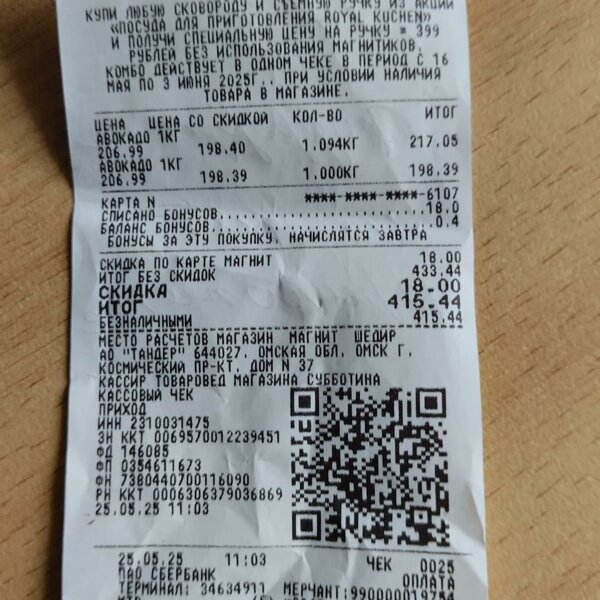 КУПИ ЛЮБУЮ СКОВОРОДУ И СЪЕМНУЮ РУЧКУ ИЗ АКЦИИ
«ПОСУДА ДЛЯ ПРИГОТОВЛЕНИЯ ROYAL KUCHEN»
И ПОЛУЧИ СПЕЦИАЛЬНУЮ ЦЕНУ НА РУЧКУ = 399
РУБЛЕЙ БЕЗ ИСПОЛЬЗОВАНИЯ МАГНИТИКОВ.
КОМБО ДЕЙСТВУЕТ В ОДНОМ ЧЕКЕ В ПЕРИОД С 16
МАЯ ПО 3 ИЮНЯ 2025Г.. ПРИ УСЛОВИИ НАЛИЧИЯ
ТОВАРА В МАГАЗИНЕ.
ЦЕНА ЦЕНА СО СКИДКОЙ КОЛ-ВО ИТОГ
АВОКАДО 1КГ
206.99 198.40 1.094КГ 217.05
АВОКАДО 1КГ
206.99 198.39 1.000КГ 198.39
КАРТА N ****-****-****-6107
СПИСАНО БОНУСОВ........................18.0
БАЛАНС БОНУСОВ..........................0.4
БОНУСЫ ЗА ЭТУ ПОКУПКУ, НАЧИСЛЯТСЯ ЗАВТРА
СКИДКА ПО КАРТЕ МАГНИТ 18.00
ИТОГ БЕЗ СКИДОК 433.44
СКИДКА 18.00
ИТОГ 415.44
БЕЗНАЛИЧНЫМИ 415.44
МЕСТО РАСЧЕТОВ МАГАЗИН МАГНИТ ШЕДИР
АО "ТАНДЕР" 644027, ОМСКАЯ ОБЛ, ОМСК Г,
КОСМИЧЕСКИЙ ПР-КТ, ДОМ N 37
КАССИР ТОВАРОВЕД МАГАЗИНА СУББОТИНА
КАССОВЫЙ ЧЕК
ПРИХОД
ИНН 2310031475
ЗН ККТ 0069570012239451
ФД 146085
ФП 0354611673
ФН 7380440700116090
РН ККТ 0006306379036869
25.05.25 11:03
25.05.25 11:03 ЧЕК 0025
ПАО СБЕРБАНК ОПЛАТА
ТЕРМИНАЛ: 34634911 МЕРЧАНТ:990000019754